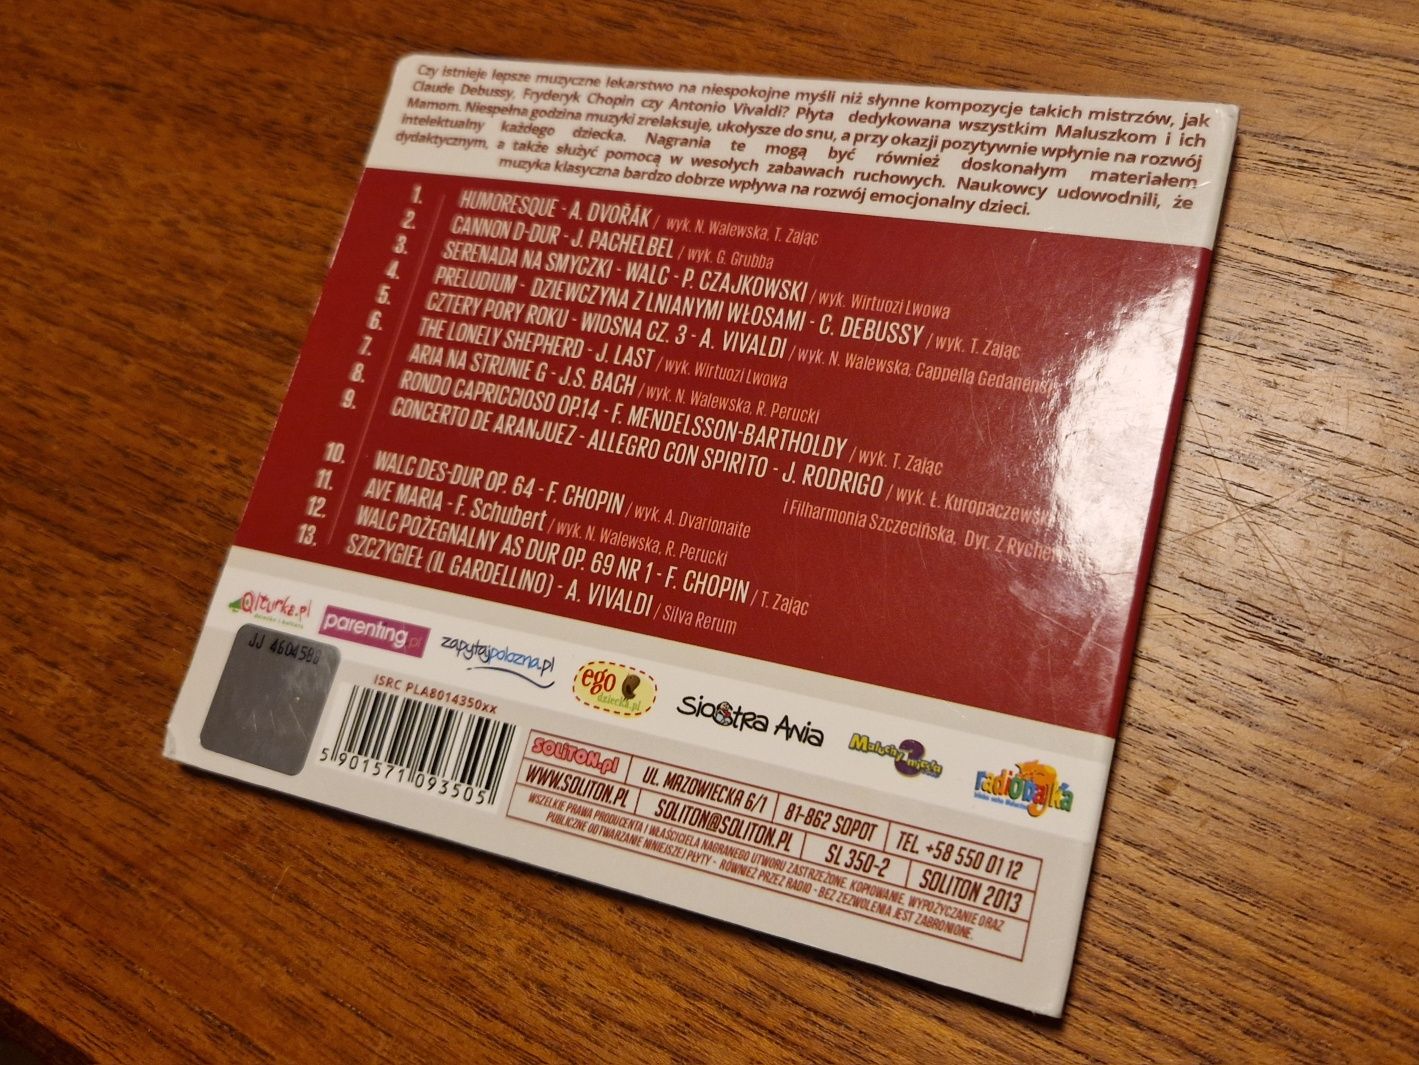 Czy istnieje lepsze muzyczne lekarstwo na niespokojne myśli niż słynne kompozycje takich mistrzów, jak
Claude Debussy, Fryderyk Chopin czy Antonio Vivaldi? Płyta dedykowana wszystkim Maluszkom i ich
Mamom. Niespełna godzina muzyki zrelaksuje, ukołysze do snu, a przy okazji pozytywnie wpłynie na rozwój
intelektualny każdego dziecka. Nagrania te mogą być również doskonałym materiałem
dydaktycznym, a także służyć pomocą w wesołych zabawach ruchowych. Naukowcy udowodnili, że
muzyka klasyczna bardzo dobrze wpływa na rozwój emocjonalny dzieci.
1. HUMORESQUE - A. DVOŘÁK / wyk. N. Walewska, T. Zając
2. CANNON D-DUR - J. PACHELBEL / wyk. G. Grubba
3. SERENADA NA SMYCZKI - WALC - P. CZAJKOWSKI / wyk. Wirtuozi Lwowa
4. PRELUDIUM - DZIEWCZYNA Z LNIANYMI WŁOSAMI - C. DEBUSSY / wyk. T. Zając
5. CZTERY PORY ROKU - WIOSNA CZ. 3 - A. VIVALDI / wyk. N. Walewska, Cappella
6. THE LONELY SHEPHERD - J. LAST / wyk. Wirtuozi Lwowa
7. ARIA NA STRUNIE G - J.S. BACH / wyk. N. Walewska, R. Perucki
8. RONDO CAPRICCIOSO OP.14 - F. MENDELSSON-BARTHOLDY / wyk. T. Zając
9. CONCERTO DE ARANJUEZ - ALLEGRO CON SPIRITO - J. RODRIGO / wyk. Ł.
i Filharmonia Szczecińska, Dyr.
10. WALC DES-DUR OP. 64 - F. CHOPIN / wyk. A. Dvarionaite
11. AVE MARIA - F. Schubert / wyk. N. Walewska, R. Perucki
12. WALC POŻEGNALNY AS DUR OP. 69 NR 1 - F. CHOPIN / T. Zając
13. SZCZYGIEŁ (IL GARDELLINO) - A. VIVALDI / Silva Rerum
Qlturka.pl
dziecko i kultura
parenting.pl
zapytajpolozna.pl
ego
dziecka.pl
Siostra Ania
Maluchy
radiobajka
JJ 4604588
ISRC PLA8014350xx
5 901571 093505
SOLITON.pl UL. MRZOWIECKA 6/1 81-862 SOPOT TEL +58 550 01 12
WWW.SOLITON.PL SOLITON@SOLITON.PL SL 350-2 SOLITON 2013
WSZELKIE PRAWA PRODUCENTA I WŁAŚCICIELA NAGRANEGO UTWORU ZASTRZEŻONE. KOPIOWANIE, WYPOŻYCZANIE ORAZ
PUBLICZNE ODTWARZANIE NINIEJSZEJ PŁYTY - RÓWNIEŻ PRZEZ RADIO - BEZ ZEZWOLENIA JEST ZABRONIONE.